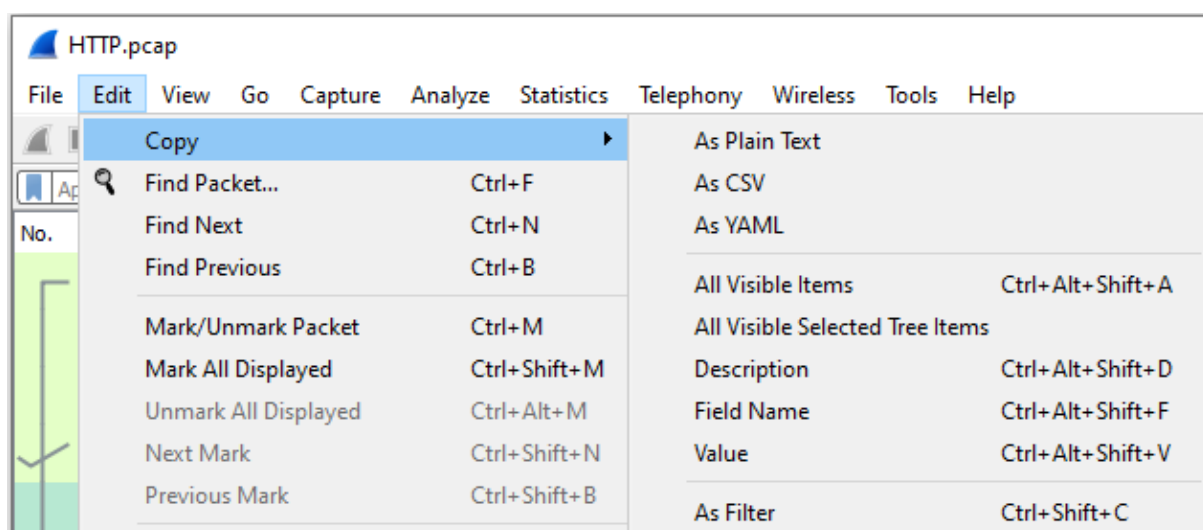 HTTP.pcap
File Edit View Go Capture Analyze Statistics Telephony Wireless Tools Help
Copy
Find Packet... Ctrl+F
Find Next Ctrl+N
Find Previous Ctrl+B
Mark/Unmark Packet Ctrl+M
Mark All Displayed Ctrl+Shift+M
Unmark All Displayed Ctrl+Alt+M
Next Mark Ctrl+Shift+N
Previous Mark Ctrl+Shift+B
As Plain Text
As CSV
As YAML
All Visible Items Ctrl+Alt+Shift+A
All Visible Selected Tree Items
Description Ctrl+Alt+Shift+D
Field Name Ctrl+Alt+Shift+F
Value Ctrl+Alt+Shift+V
As Filter Ctrl+Shift+C
No.